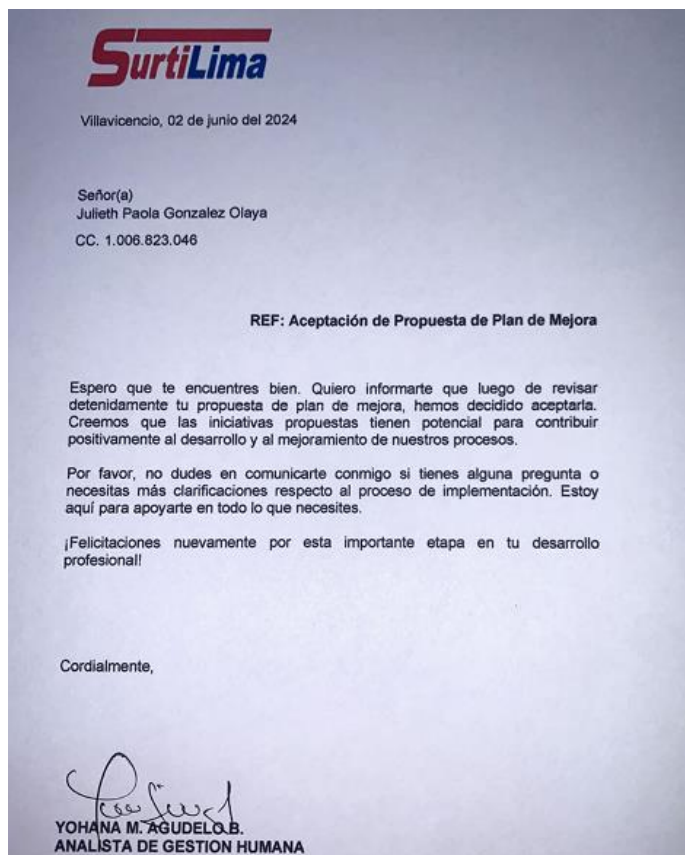 SurtiLima
Villavicencio, 02 de junio del 2024
Señor(a)
Julieth Paola Gonzalez Olaya
CC. 1.006.823.046
REF: Aceptación de Propuesta de Plan de Mejora
Espero que te encuentres bien. Quiero informarte que luego de revisar
detenidamente tu propuesta de plan de mejora, hemos decidido aceptarla.
Creemos que las iniciativas propuestas tienen potencial para contribuir
positivamente al desarrollo y al mejoramiento de nuestros procesos.
Por favor, no dudes en comunicarte conmigo si tienes alguna pregunta o
necesitas más clarificaciones respecto al proceso de implementación. Estoy
aquí para apoyarte en todo lo que necesites.
¡Felicitaciones nuevamente por esta importante etapa en tu desarrollo
profesional!
Cordialmente,
YOHANA M. AGUDELO B.
ANALISTA DE GESTION HUMANA